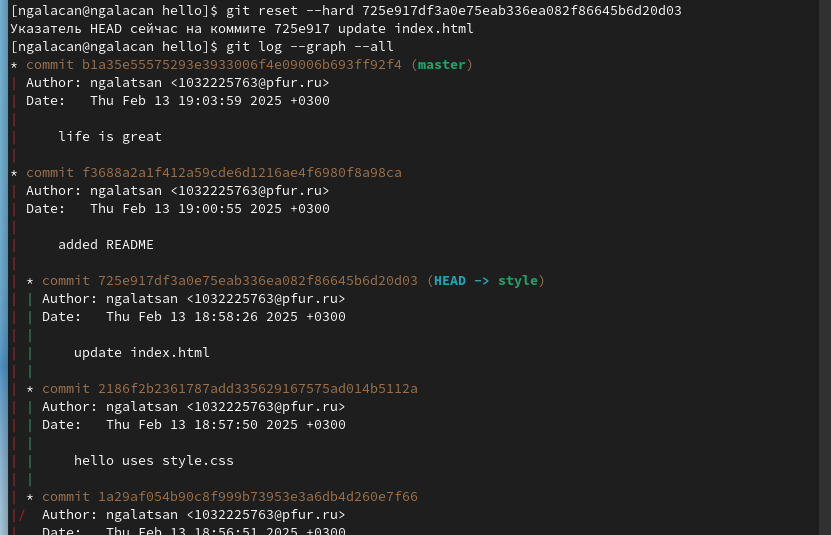 [ngalacan@ngalacan hello]$ git reset --hard 725e917df3a0e75eab336ea082f86645b6d20d03
Указатель HEAD сейчас на коммите 725e917 update index.html
[ngalacan@ngalacan hello]$ git log --graph --all
* commit b1a35e55575293e3933006f4e09006b693ff92f4 (master)
| Author: ngalatsan <1032225763@pfur.ru>
| Date:   Thu Feb 13 19:03:59 2025 +0300
|
|     life is great
|
* commit f3688a2a1f412a59cde6d1216ae4f6980f8a98ca
| Author: ngalatsan <1032225763@pfur.ru>
| Date:   Thu Feb 13 19:00:55 2025 +0300
|
|     added README
|
| * commit 725e917df3a0e75eab336ea082f86645b6d20d03 (HEAD -> style)
| | Author: ngalatsan <1032225763@pfur.ru>
| | Date:   Thu Feb 13 18:58:26 2025 +0300
| |
| |     update index.html
| |
| * commit 2186f2b2361787add335629167575ad014b5112a
| | Author: ngalatsan <1032225763@pfur.ru>
| | Date:   Thu Feb 13 18:57:50 2025 +0300
| |
| |     hello uses style.css
| |
| * commit 1a29af054b90c8f999b73953e3a6db4d260e7f66
|/  Author: ngalatsan <1032225763@pfur.ru>
|   Date:   Thu Feb 13 18:56:51 2025 +0300